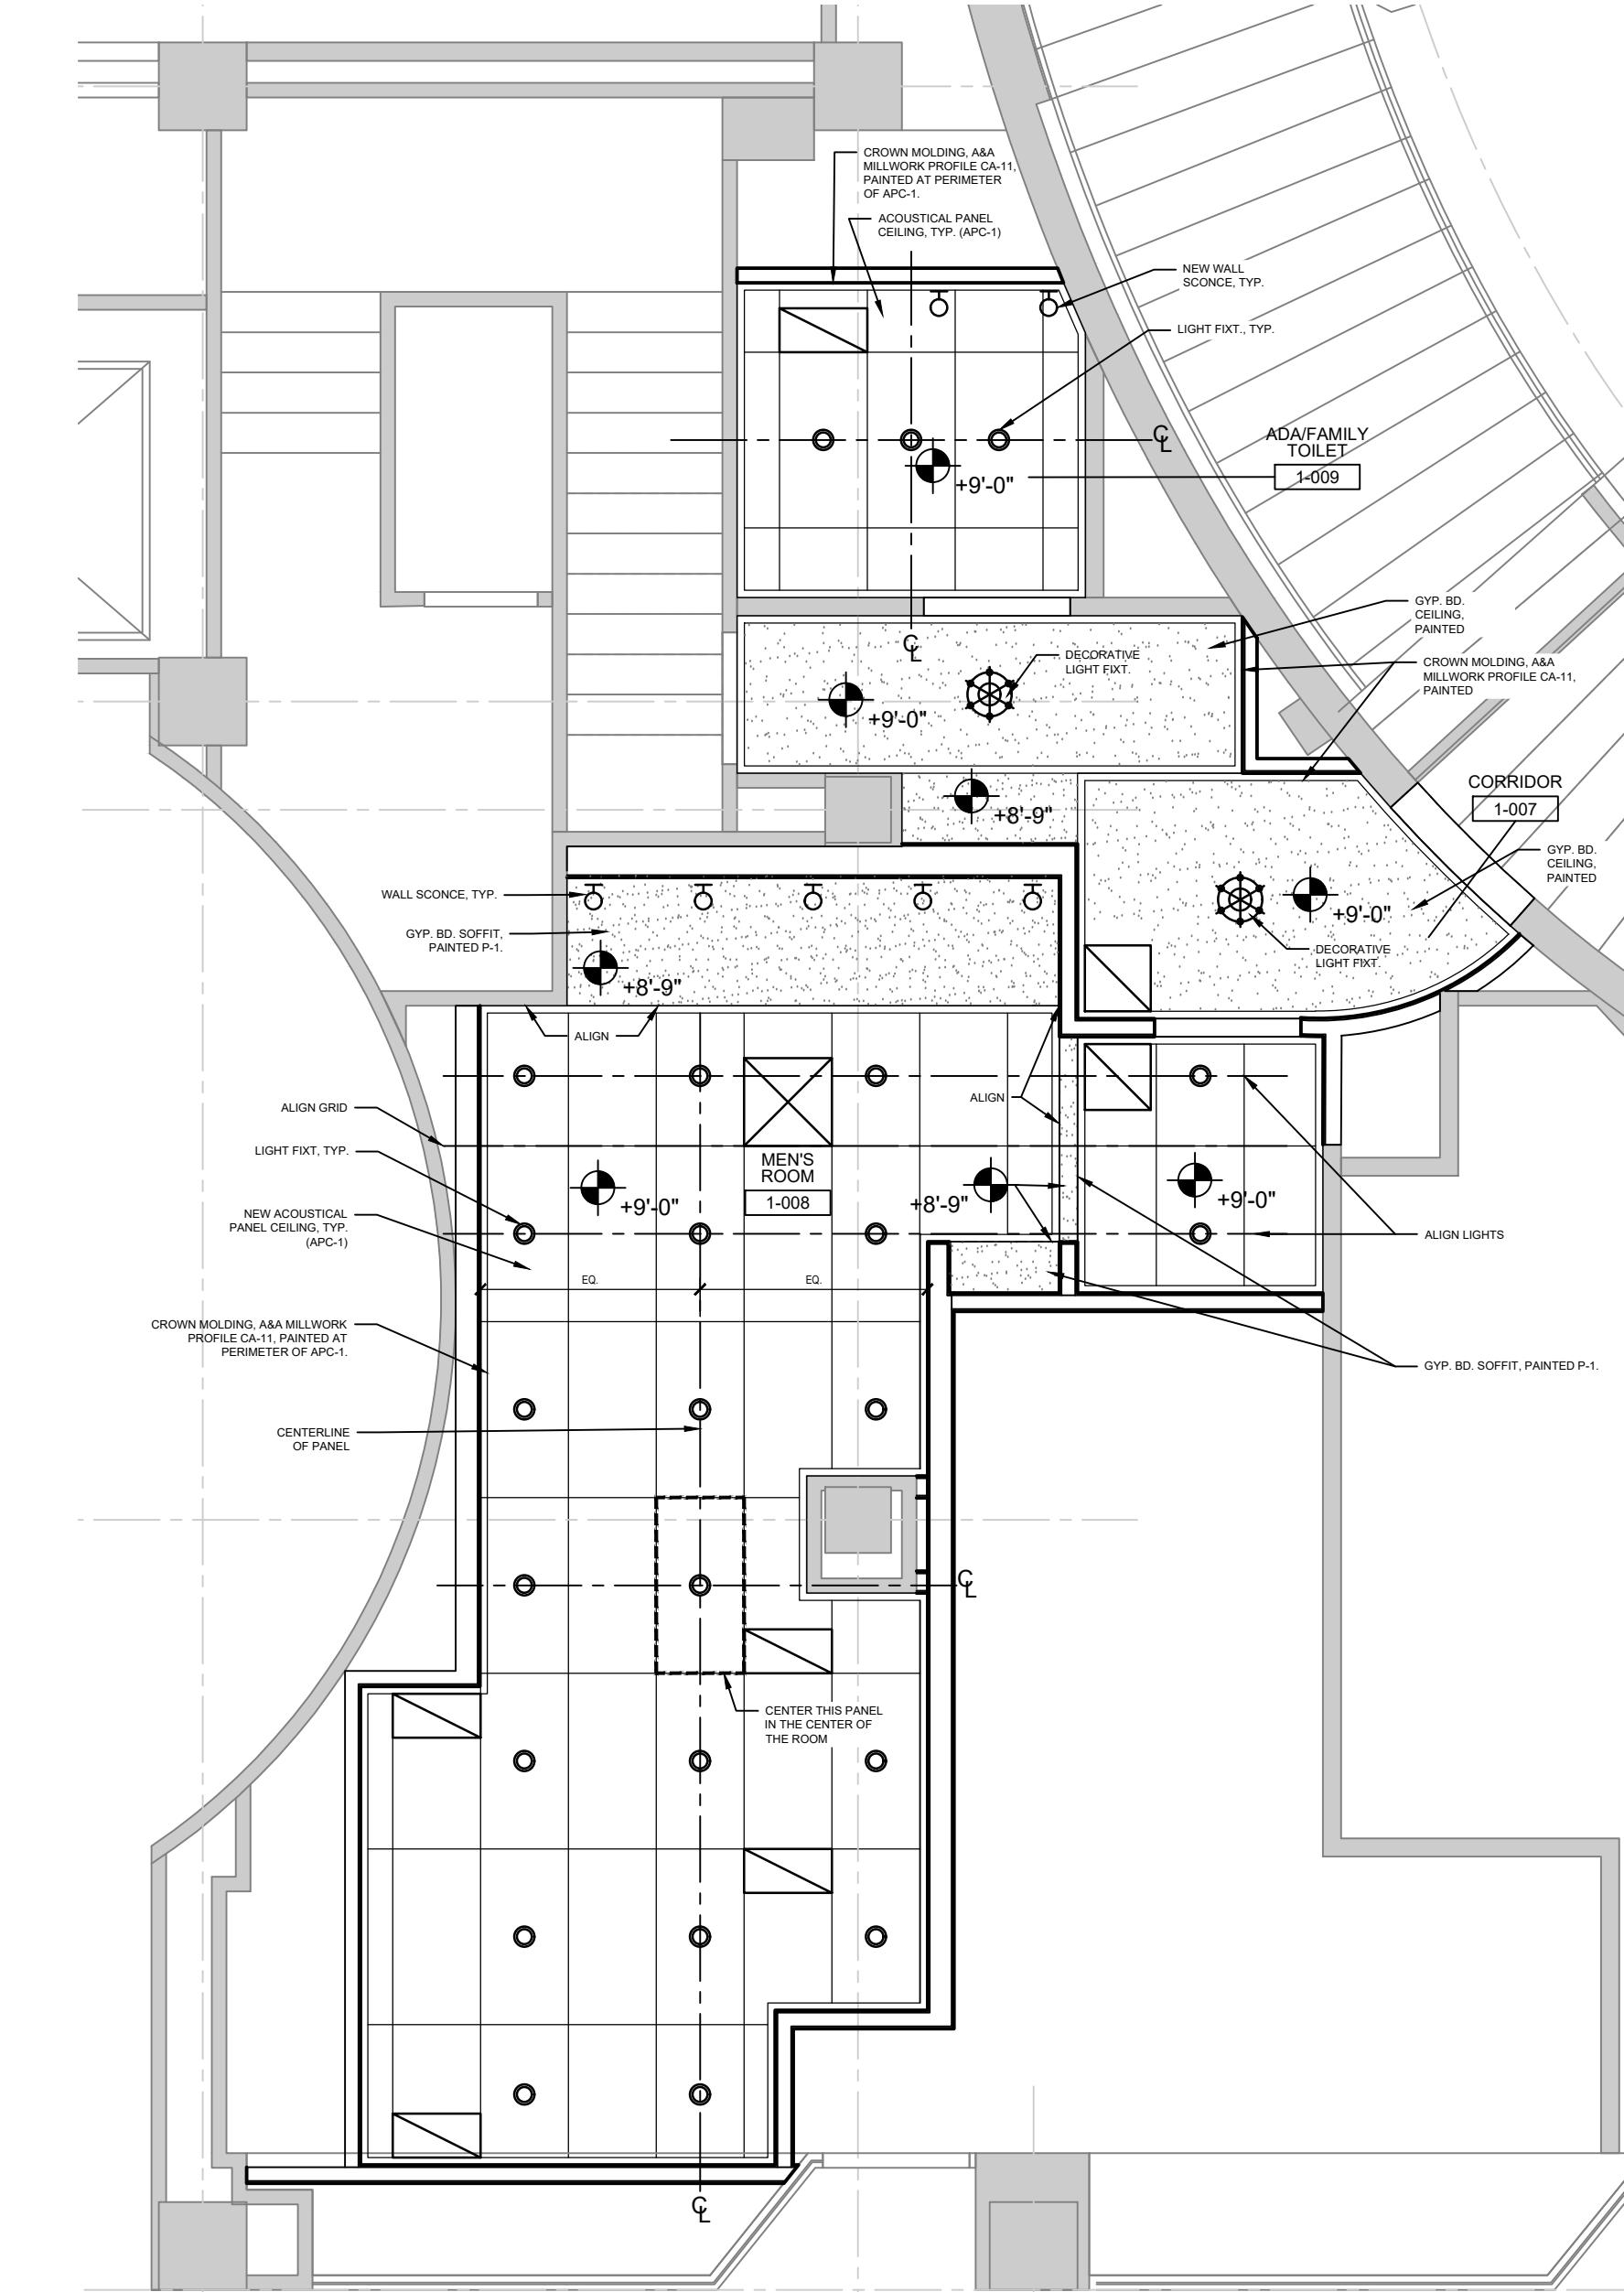 CROWN MOLDING, A&A
MILLWORK PROFILE CA-11,
PAINTED AT PERIMETER
OF APC-1.
ACOUSTICAL PANEL
CEILING, TYP. (APC-1)
NEW WALL
SCONCE, TYP.
LIGHT FIXT., TYP.
ADA/FAMILY
TOILET
1-009
+9'-0"
GYP. BD.
CEILING,
PAINTED
DECORATIVE
LIGHT FIXT.
CROWN MOLDING, A&A
MILLWORK PROFILE CA-11,
PAINTED
+9'-0"
CORRIDOR
1-007
+8'-9"
GYP. BD.
CEILING,
PAINTED
WALL SCONCE, TYP.
+9'-0"
GYP. BD. SOFFIT,
PAINTED P-1.
DECORATIVE
LIGHT FIXT.
+8'-9"
ALIGN
ALIGN
ALIGN GRID
LIGHT FIXT, TYP.
MEN'S
ROOM
1-008
+9'-0"
+8'-9"
+9'-0"
NEW ACOUSTICAL
PANEL CEILING, TYP.
(APC-1)
ALIGN LIGHTS
EQ.
EQ.
CROWN MOLDING, A&A MILLWORK
PROFILE CA-11, PAINTED AT
PERIMETER OF APC-1.
GYP. BD. SOFFIT, PAINTED P-1.
CENTERLINE
OF PANEL
CENTER THIS PANEL
IN THE CENTER OF
THE ROOM